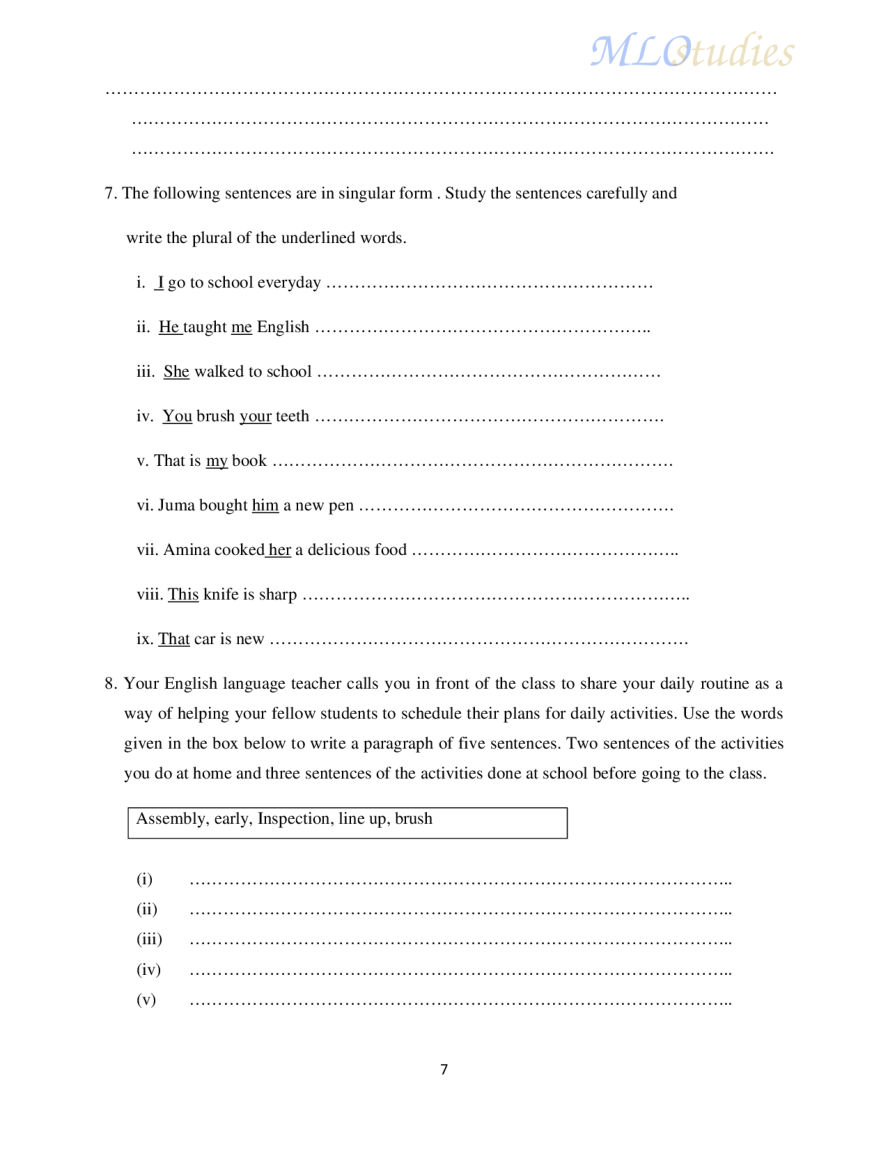 MLOstudies
……………………………………………………………………………………………………
………………………………………………………………………………………………
……………………………………………………………………………………………….
7. The following sentences are in singular form . Study the sentences carefully and
write the plural of the underlined words.
i. I go to school everyday …………………………………………………
ii. He taught me English …………………………………………………..
iii. She walked to school ……………………………………………………
iv. You brush your teeth …………………………………………………….
v. That is my book …………………………………………………………….
vi. Juma bought him a new pen ……………………………………………….
vii. Amina cooked her a delicious food ………………………………………..
viii. This knife is sharp …………………………………………………………..
ix. That car is new ………………………………………………………………
8. Your English language teacher calls you in front of the class to share your daily routine as a
way of helping your fellow students to schedule their plans for daily activities. Use the words
given in the box below to write a paragraph of five sentences. Two sentences of the activities
you do at home and three sentences of the activities done at school before going to the class.
Assembly, early, Inspection, line up, brush
(i) …………………………………………………………………………………..
(ii) …………………………………………………………………………………..
(iii) …………………………………………………………………………………..
(iv) …………………………………………………………………………………..
(v) …………………………………………………………………………………..
7